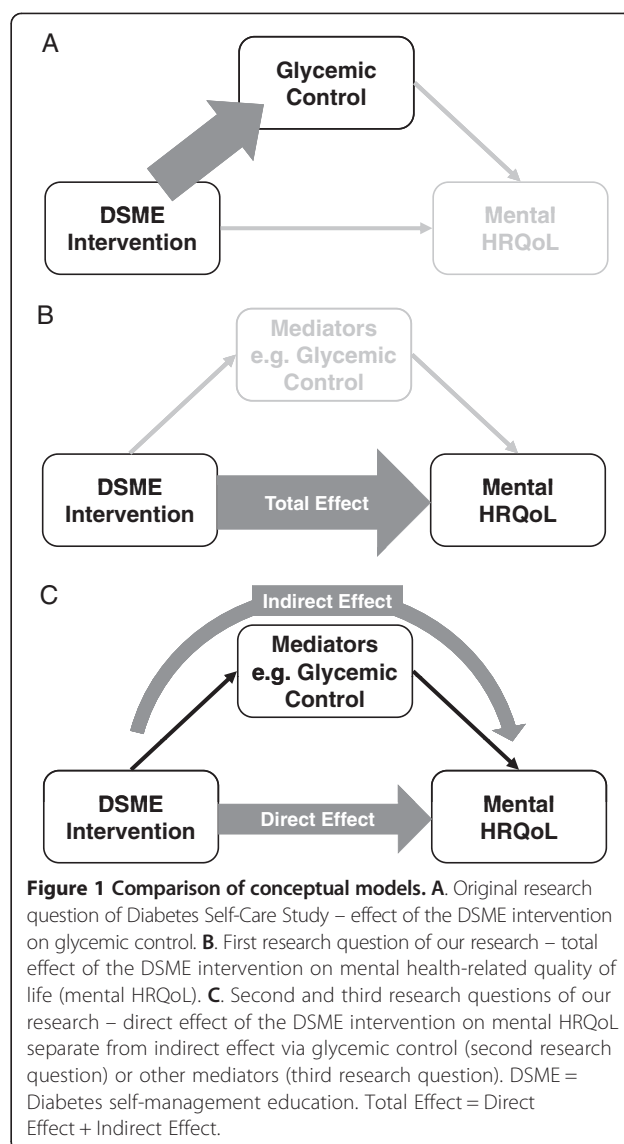 A
Glycemic
Control
DSME
Intervention
Mental
HRQoL
B
Mediators
e.g. Glycemic
Control
DSME
Intervention
Total Effect
Mental
HRQoL
C
Indirect Effect
Mediators
e.g. Glycemic
Control
DSME
Intervention
Direct Effect
Mental
HRQoL
Figure 1 Comparison of conceptual models. A. Original research
question of Diabetes Self-Care Study – effect of the DSME intervention
on glycemic control. B. First research question of our research – total
effect of the DSME intervention on mental health-related quality of
life (mental HRQoL). C. Second and third research questions of our
research – direct effect of the DSME intervention on mental HRQoL
separate from indirect effect via glycemic control (second research
question) or other mediators (third research question). DSME =
Diabetes self-management education. Total Effect = Direct
Effect + Indirect Effect.